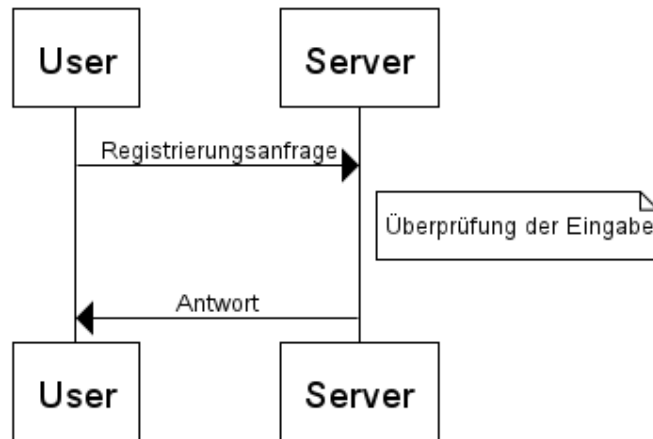 User
Server
Registrierungsanfrage
Überprüfung der Eingabe
Antwort
User
Server